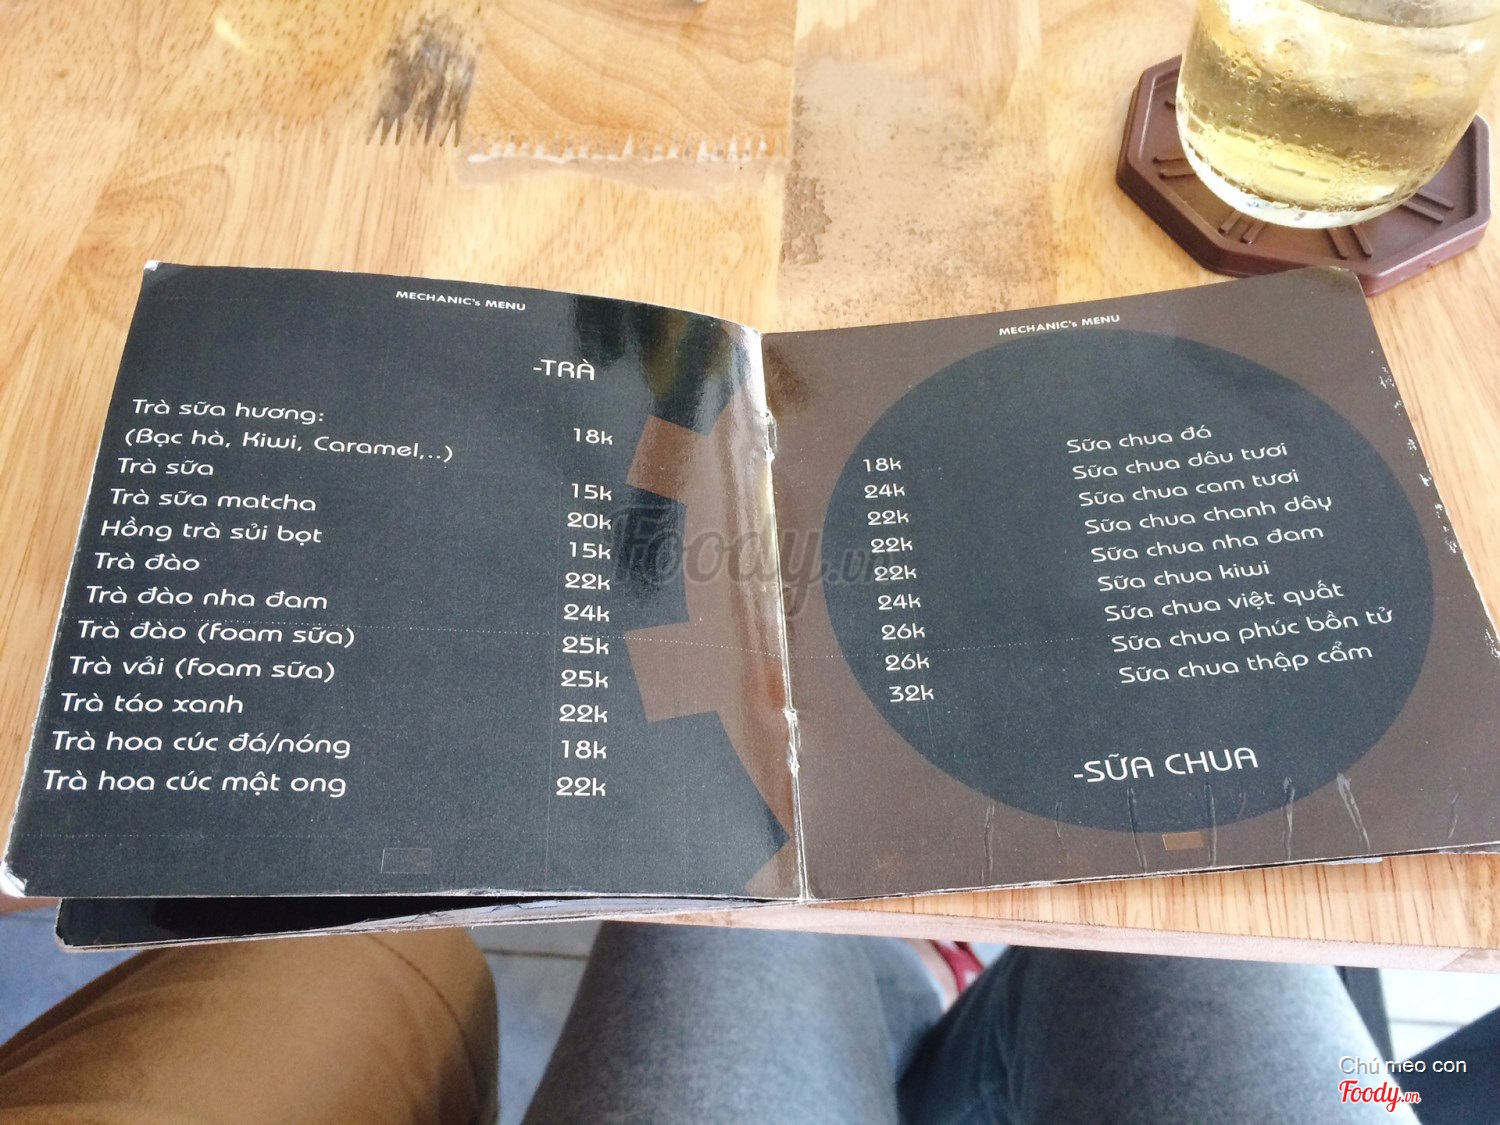 MECHANIC's MENU
-TRÀ
Trà sữa hương:
(Bạc hà, Kiwi, Caramel,..) 18k
Trà sữa 15k
Trà sữa matcha 20k
Hồng trà sủi bọt 15k
Trà đào 22k
Trà đào nha đam 24k
Trà đào (foam sữa) 25k
Trà vải (foam sữa) 25k
Trà táo xanh 22k
Trà hoa cúc đá/nóng 18k
Trà hoa cúc mật ong 22k
MECHANIC's MENU
18k Sữa chua đá
24k Sữa chua dâu tươi
22k Sữa chua cam tươi
22k Sữa chua chanh dây
22k Sữa chua nha đam
24k Sữa chua kiwi
26k Sữa chua việt quất
26k Sữa chua phúc bồn tử
32k Sữa chua thập cẩm
-SỮA CHUA
Foody.vn
Chú meo con
Foody.vn